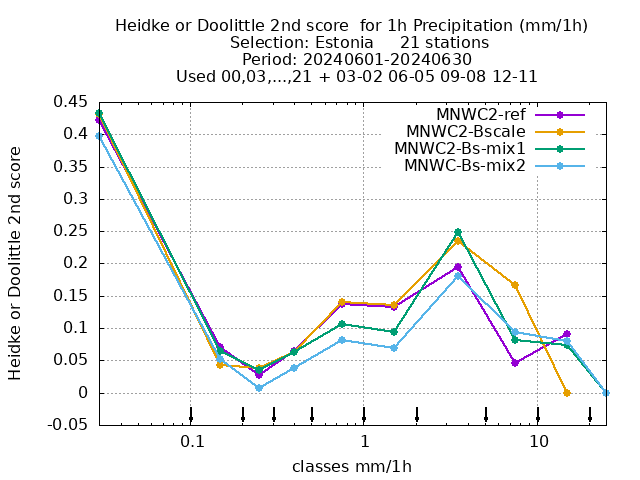 Heidke or Doolittle 2nd score  for 1h Precipitation (mm/1h)
Selection: Estonia     21 stations
Period: 20240601-20240630
Used 00,03,...,21 + 03-02 06-05 09-08 12-11
MNWC2-ref
MNWC2-Bscale
MNWC2-Bs-mix1
MNWC-Bs-mix2
Heidke or Doolittle 2nd score
0.45
0.4
0.35
0.3
0.25
0.2
0.15
0.1
0.05
0
-0.05
0.1
1
10
classes mm/1h